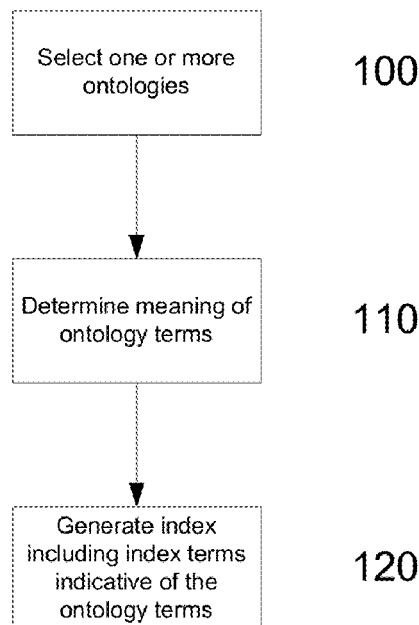 Select one or more
ontologies
100
Determine meaning of
ontology terms
110
Generate index
including index terms
indicative of the
ontology terms
120